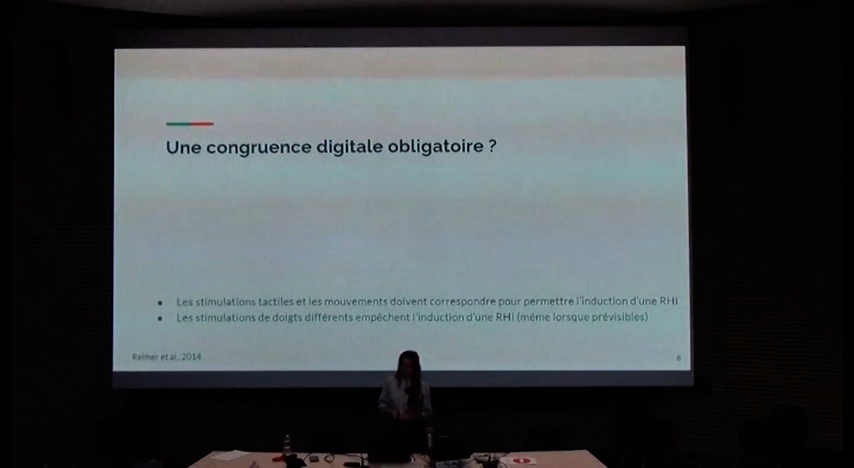 Une congruence digitale obligatoire ?
Les stimulations tactiles et les mouvements doivent correspondre pour permettre l'induction d'une RHI
Les stimulations de doigts différents empêchent l'induction d'une RHI (même lorsque prévisibles)
Reimer et al., 2014
8